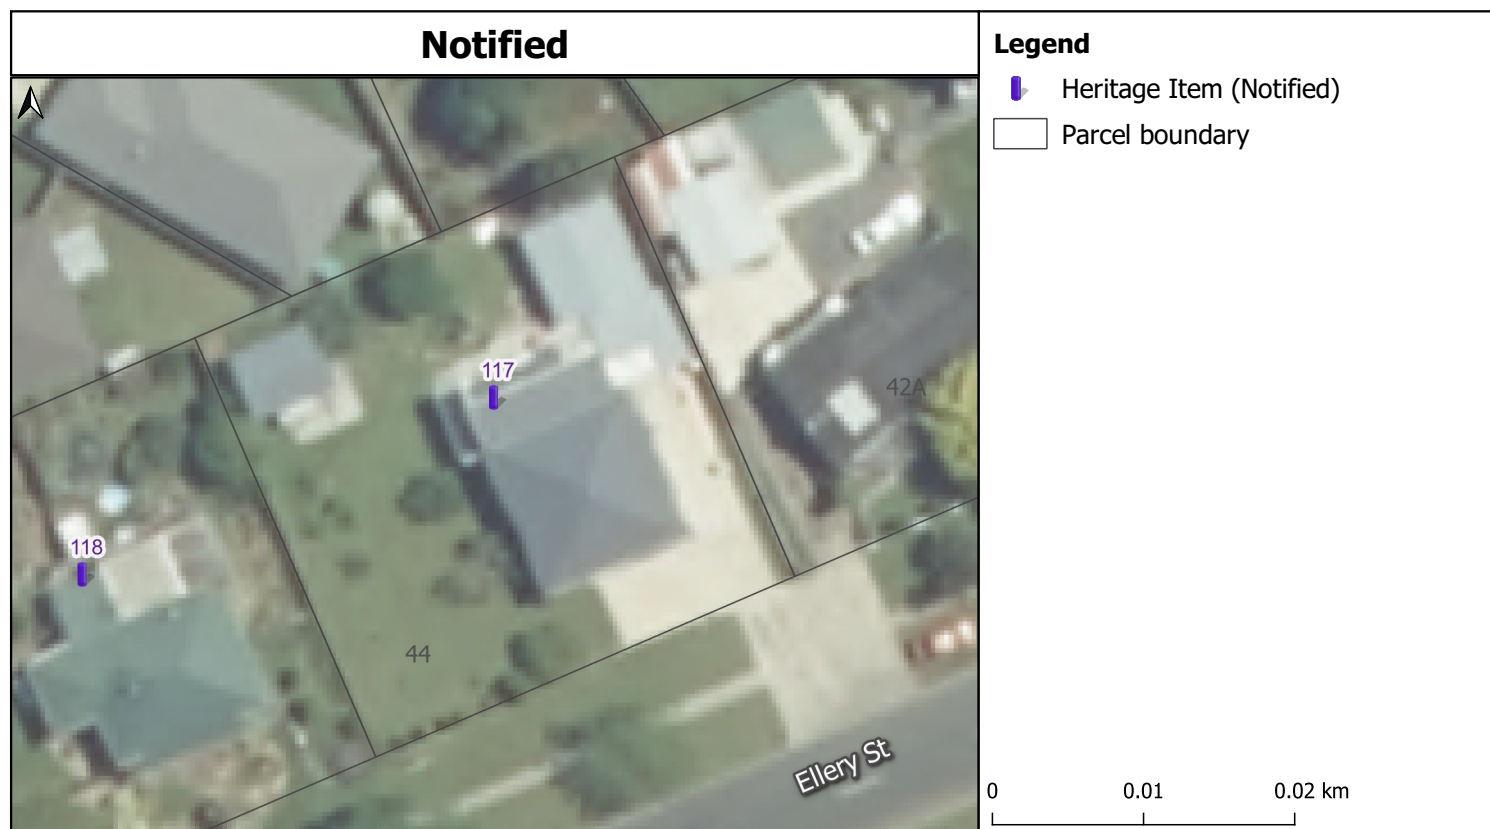 Notified
117
118
42A
44
Ellery St
Legend
Heritage Item (Notified)
Parcel boundary
0 0.01 0.02 km